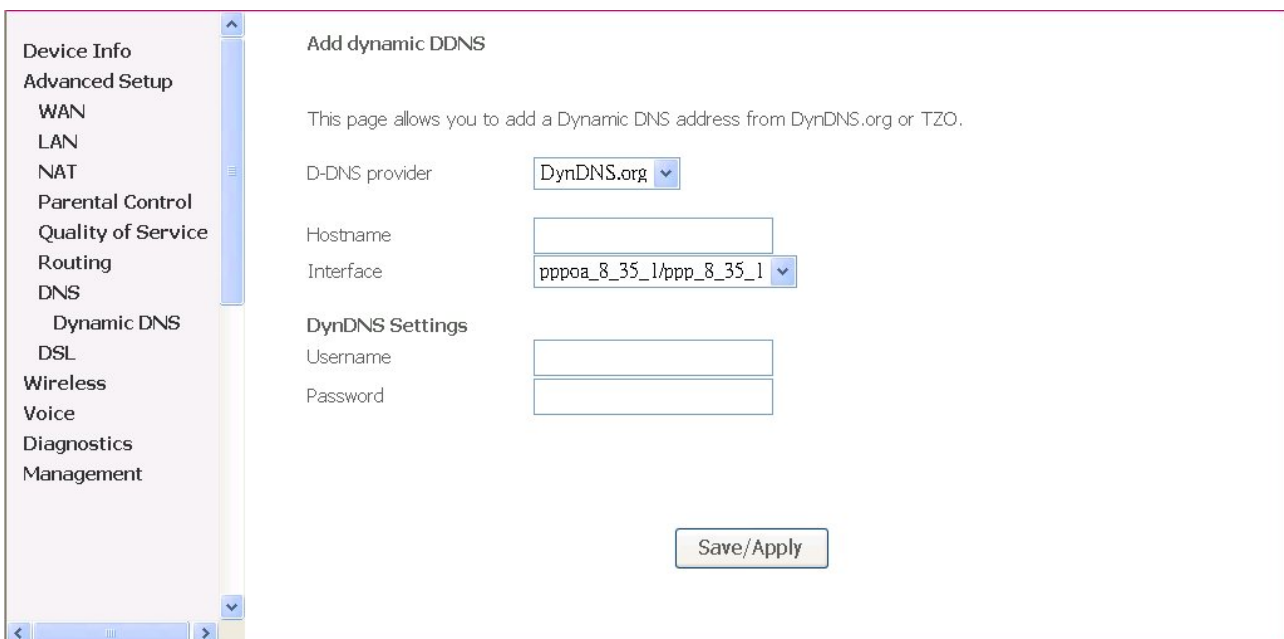 Device Info
Advanced Setup
WAN
LAN
NAT
Parental Control
Quality of Service
Routing
DNS
Dynamic DNS
DSL
Wireless
Voice
Diagnostics
Management
Add dynamic DDNS
This page allows you to add a Dynamic DNS address from DynDNS.org or TZO.
D-DNS provider DynDNS.org
Hostname
Interface pppoa_8_35_1/ppp_8_35_1
DynDNS Settings
Username
Password
Save/Apply